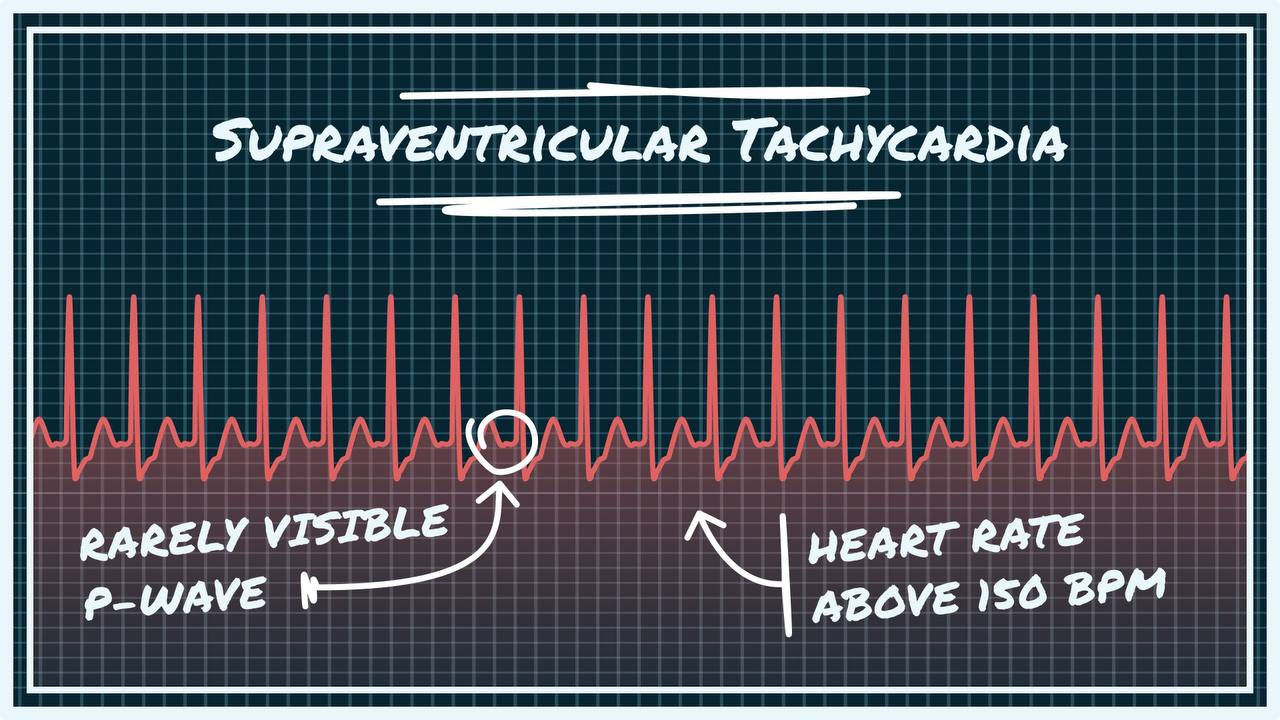 Supraventricular Tachycardia
RARELY VISIBLE
P-WAVE
HEART RATE
ABOVE 150 BPM